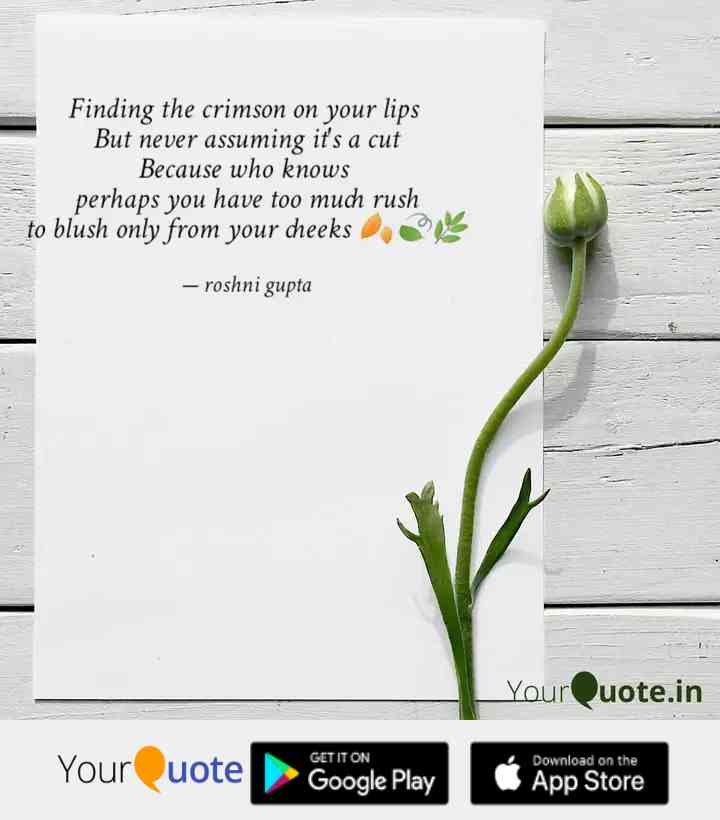 Finding the crimson on your lips
But never assuming it's a cut
Because who knows
perhaps you have too much rush
to blush only from your cheeks 🍂🍃🌿
— roshni gupta
YourQuote.in
YourQuote
GET IT ON
Google Play
Download on the
App Store